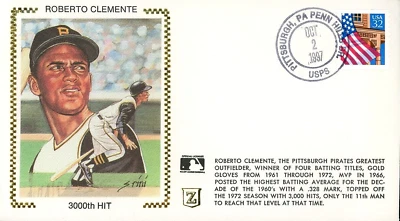 ROBERTO CLEMENTE
3000th HIT
PITTSBURGH, PA PENN HILLS
OCT
2
1997
USPS
USA
32
P
Z
ROBERTO CLEMENTE, THE PITTSBURGH PIRATES GREATEST
OUTFIELDER, WINNER OF FOUR BATTING TITLES, GOLD
GLOVES FROM 1961 THROUGH 1972, MVP IN 1966,
POSTED THE HIGHEST BATTING AVERAGE FOR THE DEC-
ADE OF THE 1960'S WITH A .328 MARK, TOPPED OFF
THE 1972 SEASON WITH 3,000 HITS, ONLY THE 11th MAN
TO REACH THAT LEVEL AT THAT TIME.